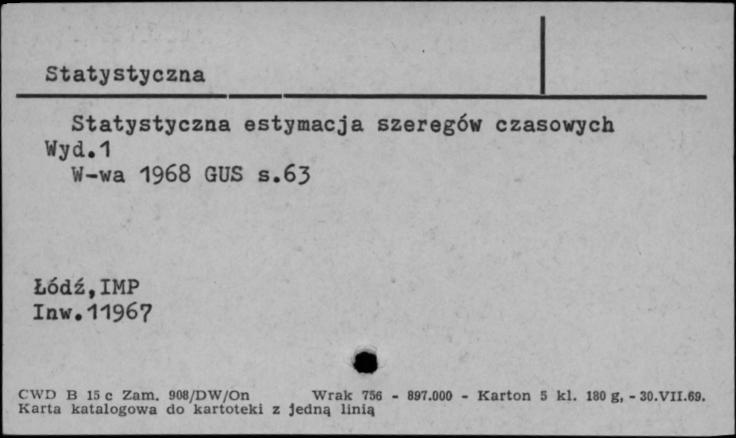 Statystyczna
Statystyczna estymacja szeregów czasowych
Wyd.1
W-wa 1968 GUS s.63
Łódź,IMP
Inw.11967
CWD B 15 c Zam. 908/DW/On Wrak 756 - 897.000 - Karton 5 kl. 180 g, - 30.VII.69.
Karta katalogowa do kartoteki z jedną linią